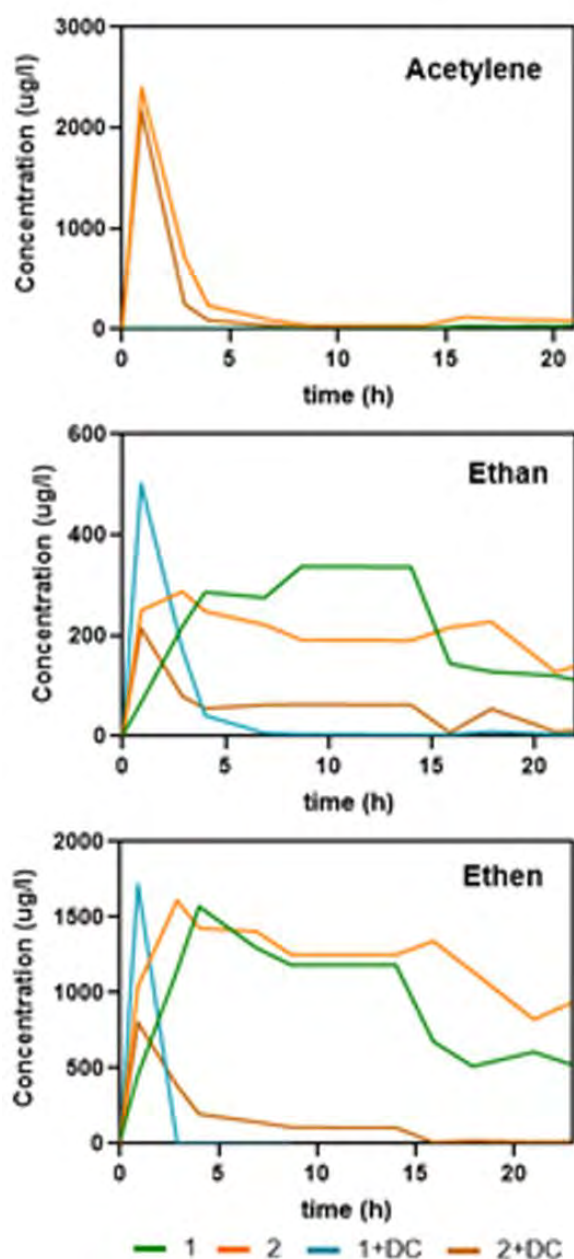 3000
Acetylene
2000
1000
0
Concentration (ug/l)
0 5 10 15 20
time (h)
600
Ethan
400
200
0
Concentration (ug/l)
0 5 10 15 20
time (h)
2000
Ethen
1500
1000
500
0
Concentration (ug/l)
0 5 10 15 20
time (h)
1 2 1+DC 2+DC